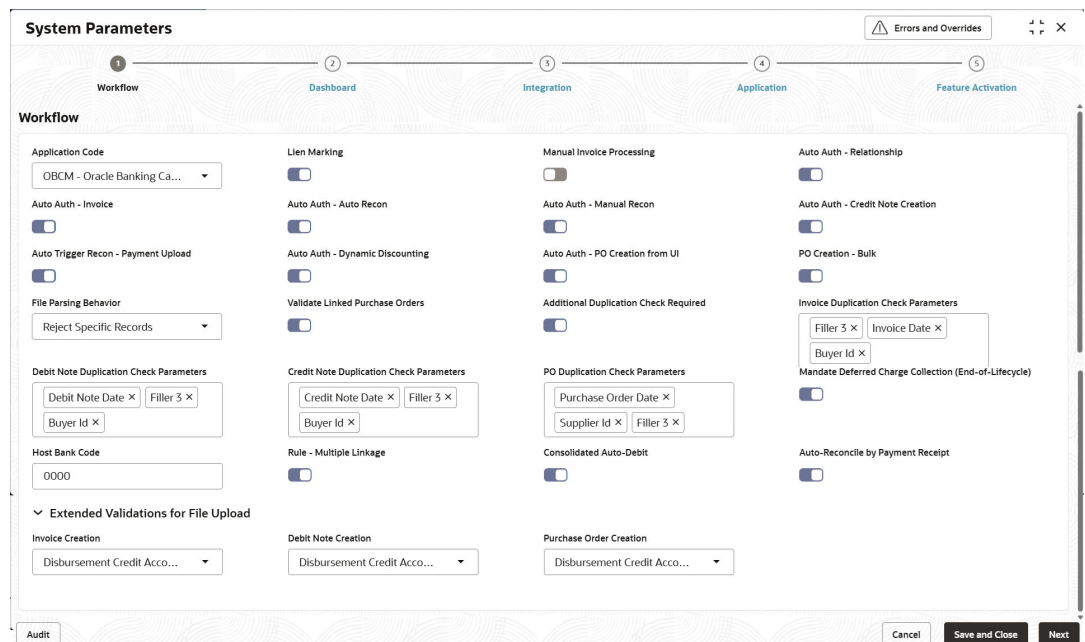 System Parameters
Errors and Overrides
1 2 3 4 5
Workflow Dashboard Integration Application Feature Activation
Workflow
Application Code Lien Marking Manual Invoice Processing Auto Auth - Relationship
OBCM - Oracle Banking Ca...
Auto Auth - Invoice Auto Auth - Auto Recon Auto Auth - Manual Recon Auto Auth - Credit Note Creation
Auto Trigger Recon - Payment Upload Auto Auth - Dynamic Discounting Auto Auth - PO Creation from UI PO Creation - Bulk
File Parsing Behavior Validate Linked Purchase Orders Additional Duplication Check Required Invoice Duplication Check Parameters
Reject Specific Records Filler 3 × Invoice Date ×
Buyer Id ×
Debit Note Duplication Check Parameters Credit Note Duplication Check Parameters PO Duplication Check Parameters Mandate Deferred Charge Collection (End-of-Lifecycle)
Debit Note Date × Filler 3 × Credit Note Date × Filler 3 × Purchase Order Date ×
Buyer Id × Buyer Id × Supplier Id × Filler 3 ×
Host Bank Code Rule - Multiple Linkage Consolidated Auto-Debit Auto-Reconcile by Payment Receipt
0000
Extended Validations for File Upload
Invoice Creation Debit Note Creation Purchase Order Creation
Disbursement Credit Acco... Disbursement Credit Acco... Disbursement Credit Acco...
Audit Cancel Save and Close Next